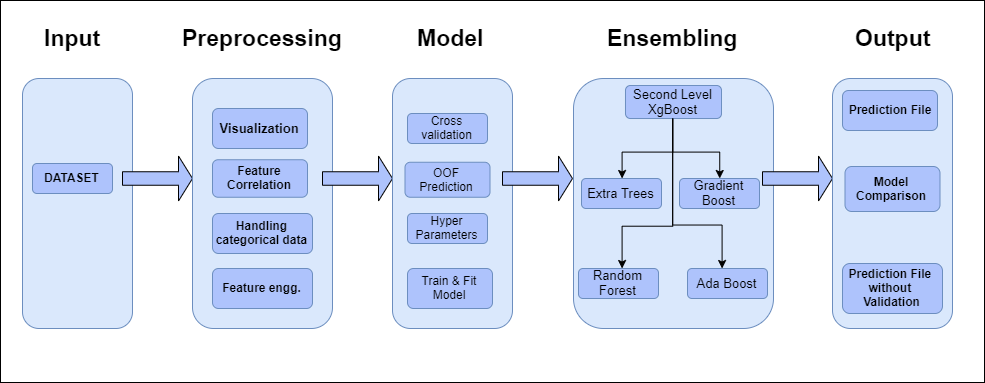 Input
Preprocessing
Model
Ensembling
Output
DATASET
Visualization
Feature
Correlation
Handling
categorical data
Feature engg.
Cross
validation
OOF
Prediction
Hyper
Parameters
Train & Fit
Model
Second Level
XgBoost
Extra Trees
Gradient
Boost
Random
Forest
Ada Boost
Prediction File
Model
Comparison
Prediction File
without
Validation